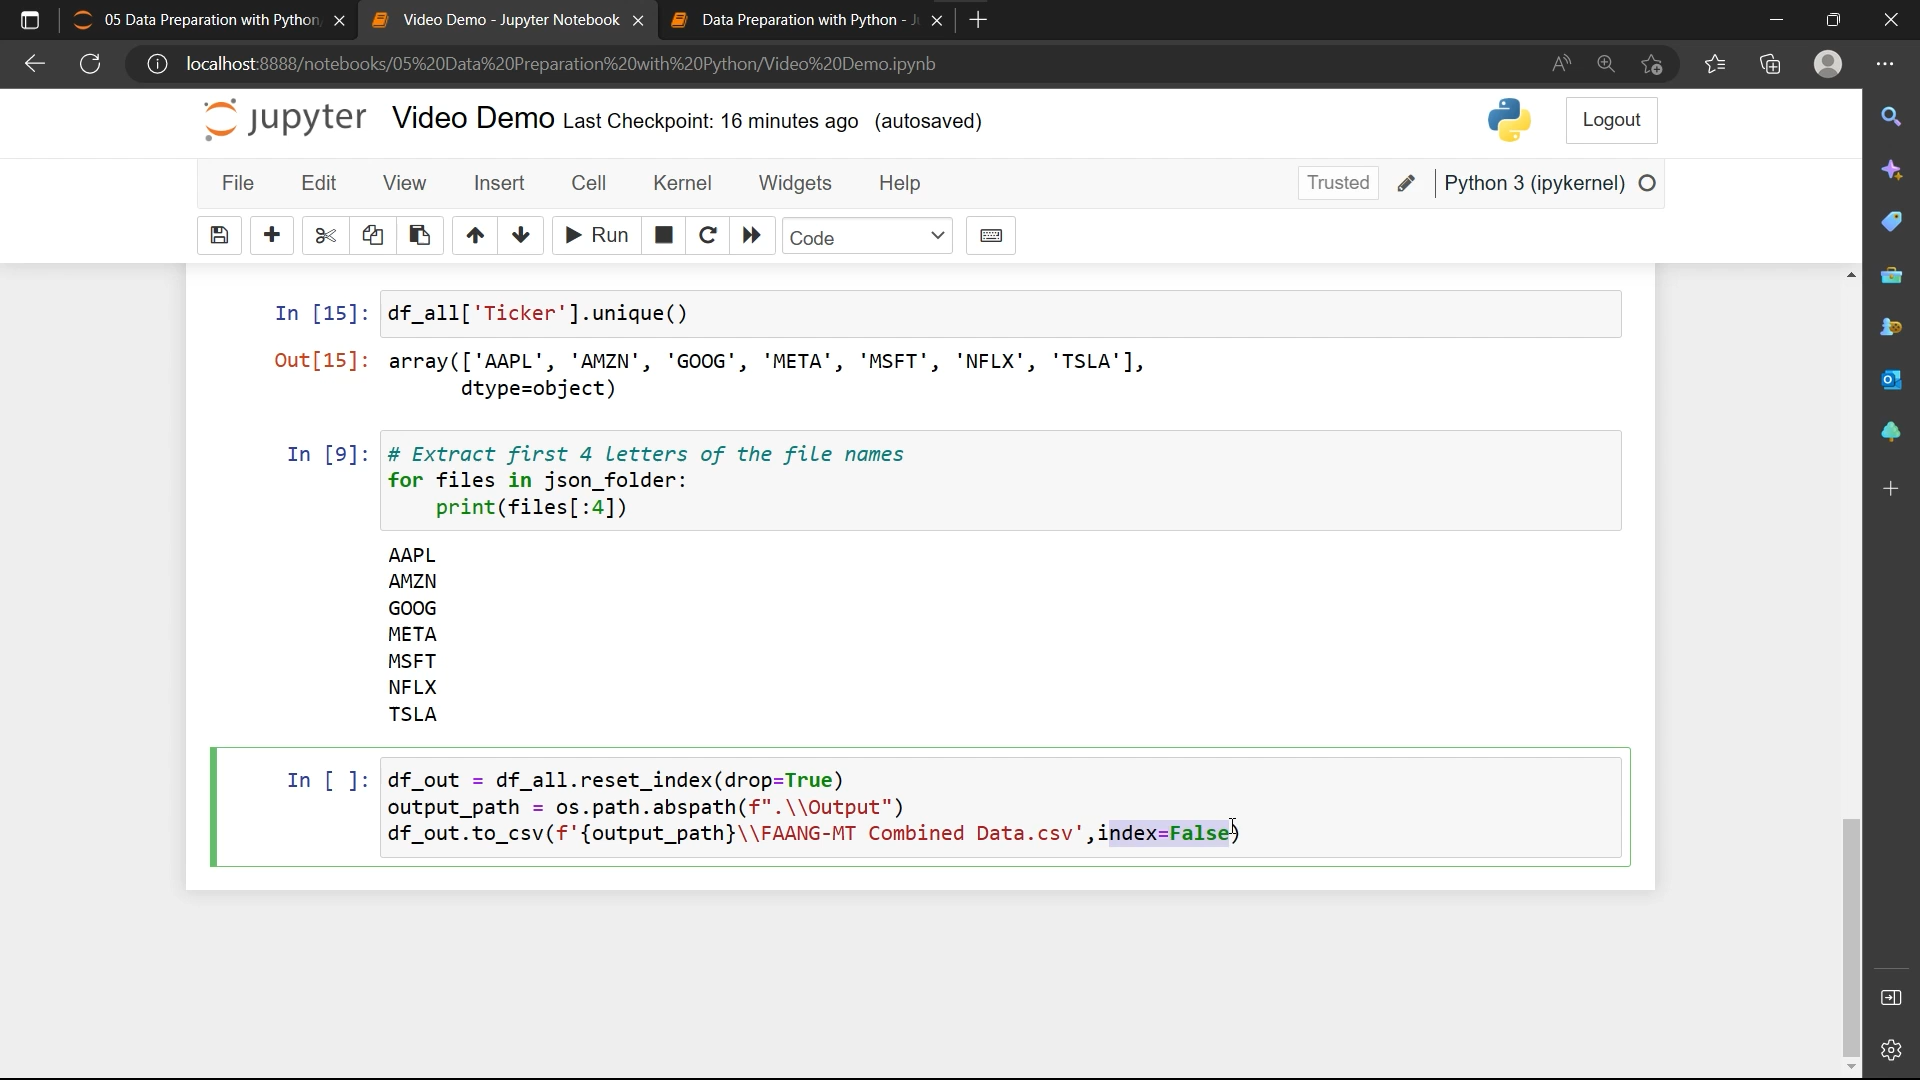 05 Data Preparation with Python
Video Demo - Jupyter Notebook
Data Preparation with Python - J
localhost:8888/notebooks/05%20Data%20Preparation%20with%20Python/Video%20Demo.ipynb
jupyter Video Demo Last Checkpoint: 16 minutes ago (autosaved)
Logout
File Edit View Insert Cell Kernel Widgets Help
Trusted
Python 3 (ipykernel)
Run
Code
In [15]: df_all['Ticker'].unique()
Out[15]: array(['AAPL', 'AMZN', 'GOOG', 'META', 'MSFT', 'NFLX', 'TSLA'],
dtype=object)
In [9]: # Extract first 4 letters of the file names
for files in json_folder:
print(files[:4])
AAPL
AMZN
GOOG
META
MSFT
NFLX
TSLA
In [ ]: df_out = df_all.reset_index(drop=True)
output_path = os.path.abspath(f".\\Output")
df_out.to_csv(f'{output_path}\\FAANG-MT Combined Data.csv',index=False)